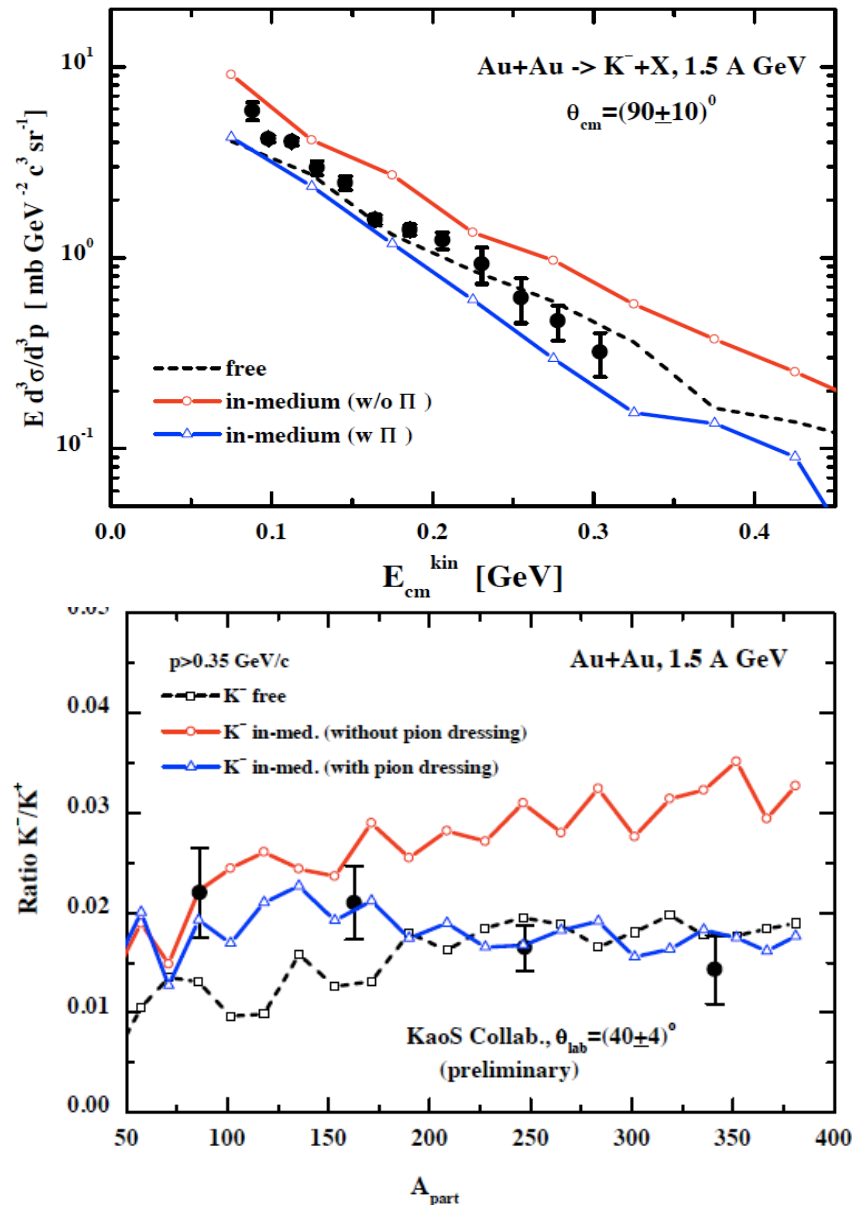 Au+Au -> K⁻+X, 1.5 A GeV
θcm=(90±10)⁰
E d³σ/d³p [ mb GeV⁻² c³ sr⁻¹ ]
10¹
10⁰
10⁻¹
free
in-medium (w/o Π )
in-medium (w Π )
0.0 0.1 0.2 0.3 0.4
Ecm^kin [GeV]
0.05
p>0.35 GeV/c
Au+Au, 1.5 A GeV
K⁻ free
K⁻ in-med. (without pion dressing)
K⁻ in-med. (with pion dressing)
Ratio K⁻/K⁺
0.04
0.03
0.02
0.01
0.00
KaoS Collab., θlab=(40±4)°
(preliminary)
50 100 150 200 250 300 350 400
Apart